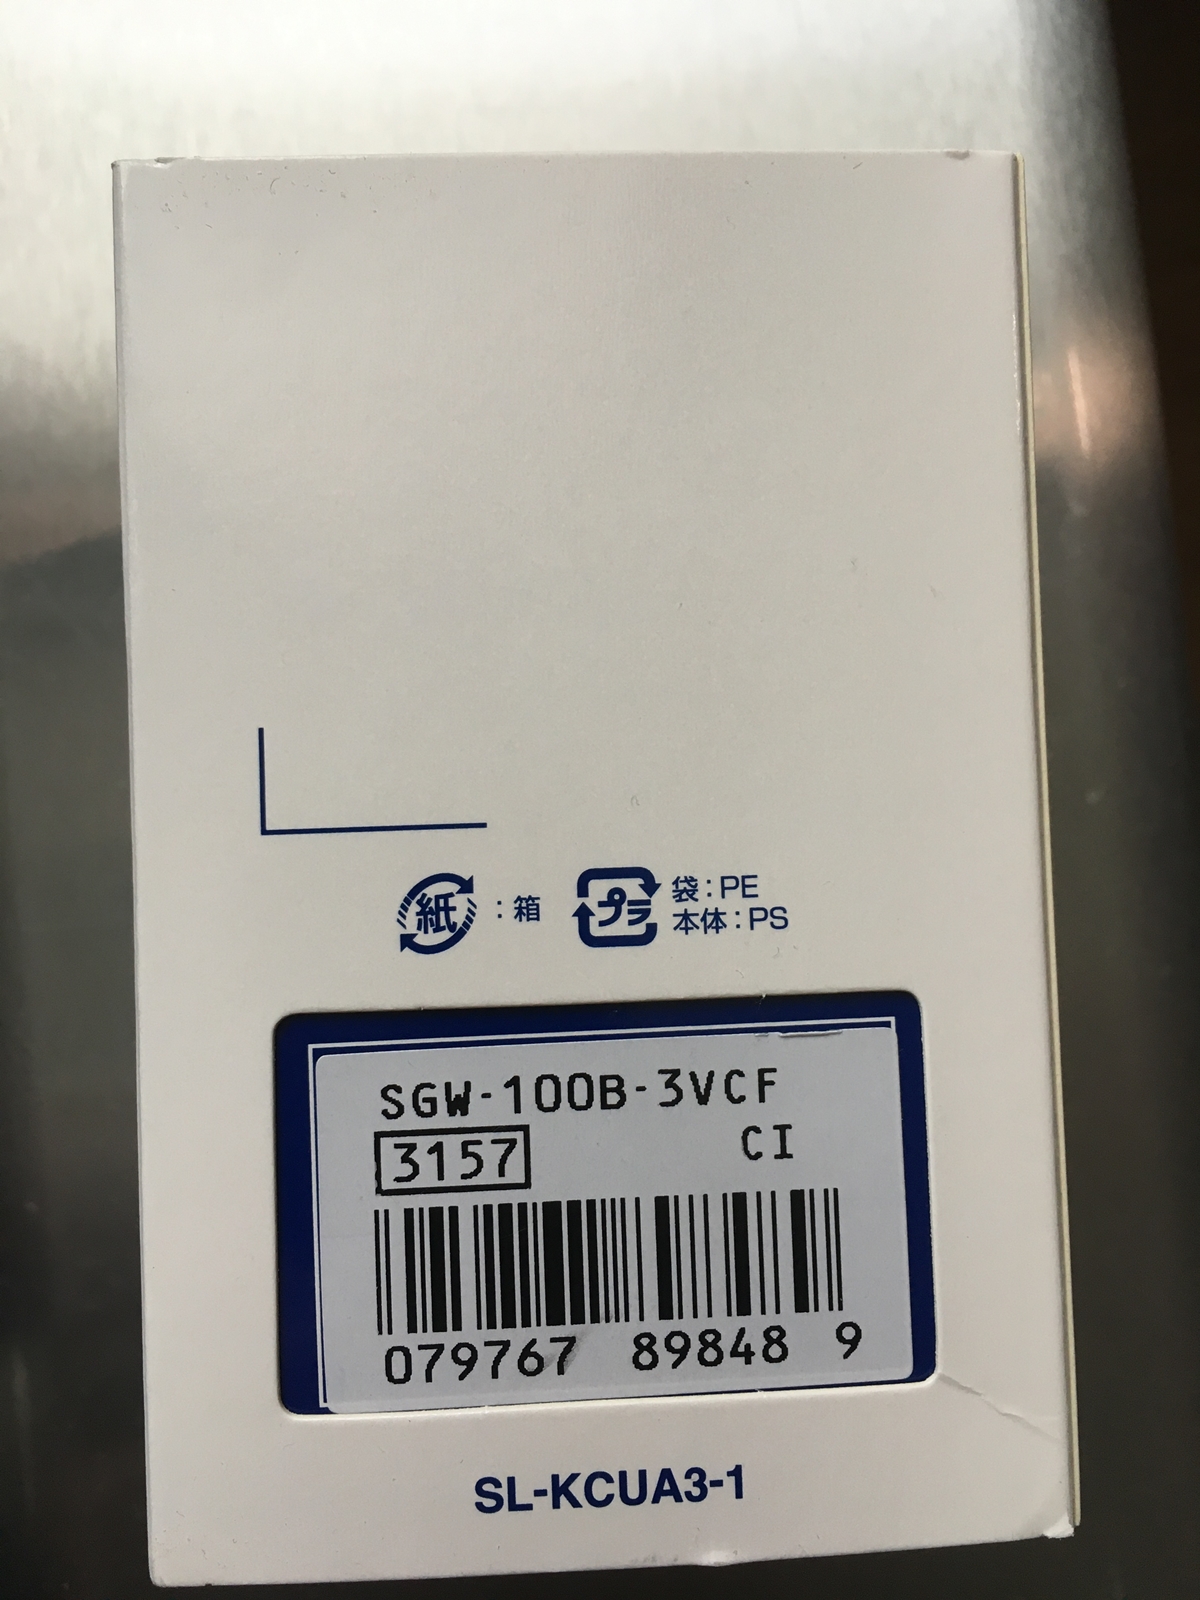 紙 : 箱
プラ 袋 : PE
本体 : PS
SGW-100B-3VCF
3157 CI
079767 89848 9
SL-KCUA3-1